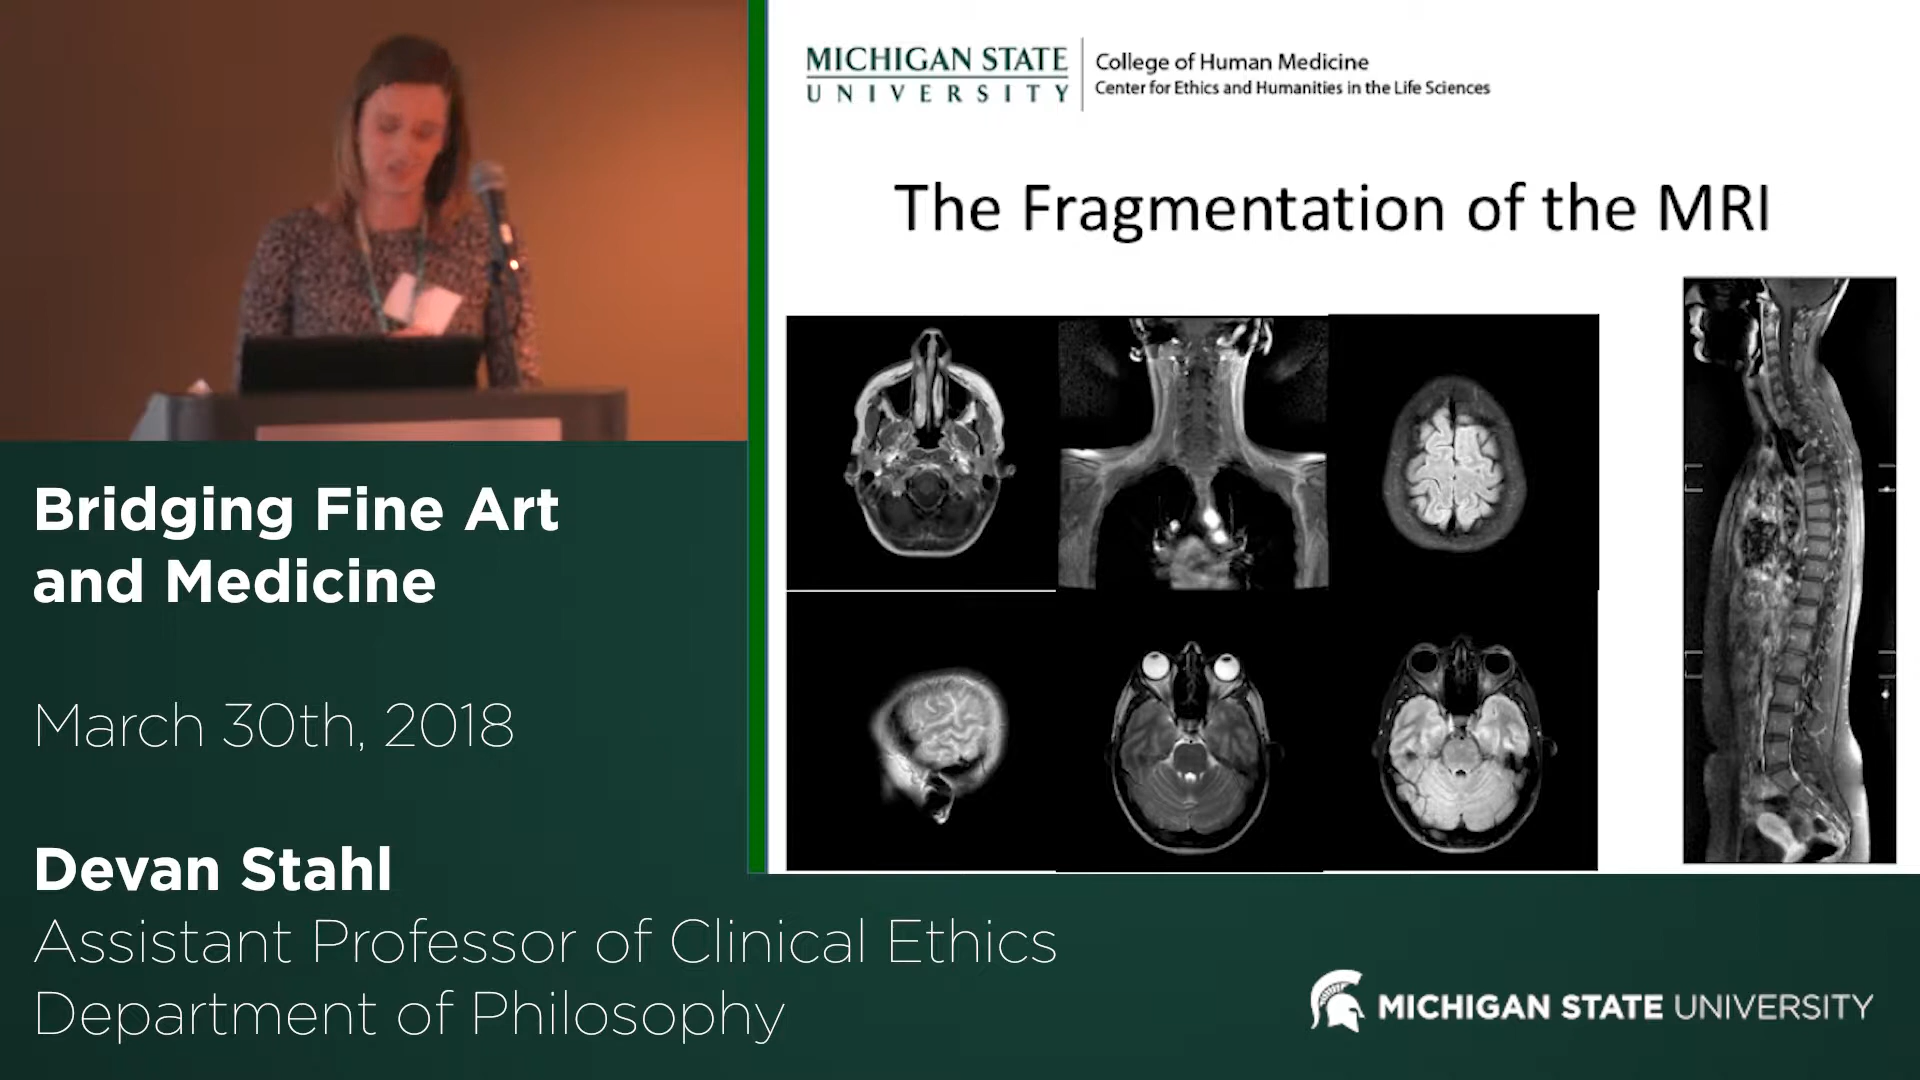 MICHIGAN STATE
UNIVERSITY
College of Human Medicine
Center for Ethics and Humanities in the Life Sciences
The Fragmentation of the MRI
Bridging Fine Art
and Medicine
March 30th, 2018
Devan Stahl
Assistant Professor of Clinical Ethics
Department of Philosophy
MICHIGAN STATE UNIVERSITY